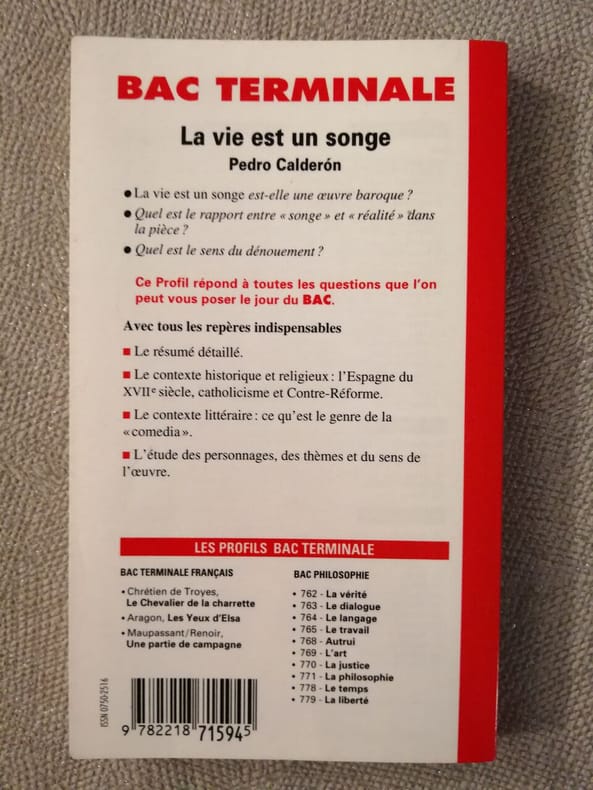 BAC TERMINALE
La vie est un songe
Pedro Calderón
● La vie est un songe est-elle une œuvre baroque ?
● Quel est le rapport entre « songe » et « réalité » dans
la pièce ?
● Quel est le sens du dénouement ?
Ce Profil répond à toutes les questions que l'on
peut vous poser le jour du BAC.
Avec tous les repères indispensables
■ Le résumé détaillé.
■ Le contexte historique et religieux : l'Espagne du
XVIIe siècle, catholicisme et Contre-Réforme.
■ Le contexte littéraire : ce qu'est le genre de la
« comedia ».
■ L'étude des personnages, des thèmes et du sens de
l'œuvre.
LES PROFILS BAC TERMINALE
BAC TERMINALE FRANÇAIS
• Chrétien de Troyes,
Le Chevalier de la charrette
• Aragon, Les Yeux d'Elsa
• Maupassant/Renoir,
Une partie de campagne
BAC PHILOSOPHIE
• 762 - La vérité
• 763 - Le dialogue
• 764 - Le langage
• 765 - Le travail
• 768 - Autrui
• 769 - L'art
• 770 - La justice
• 771 - La philosophie
• 778 - Le temps
• 779 - La liberté
ISSN 0750-2516
9 782218 715945